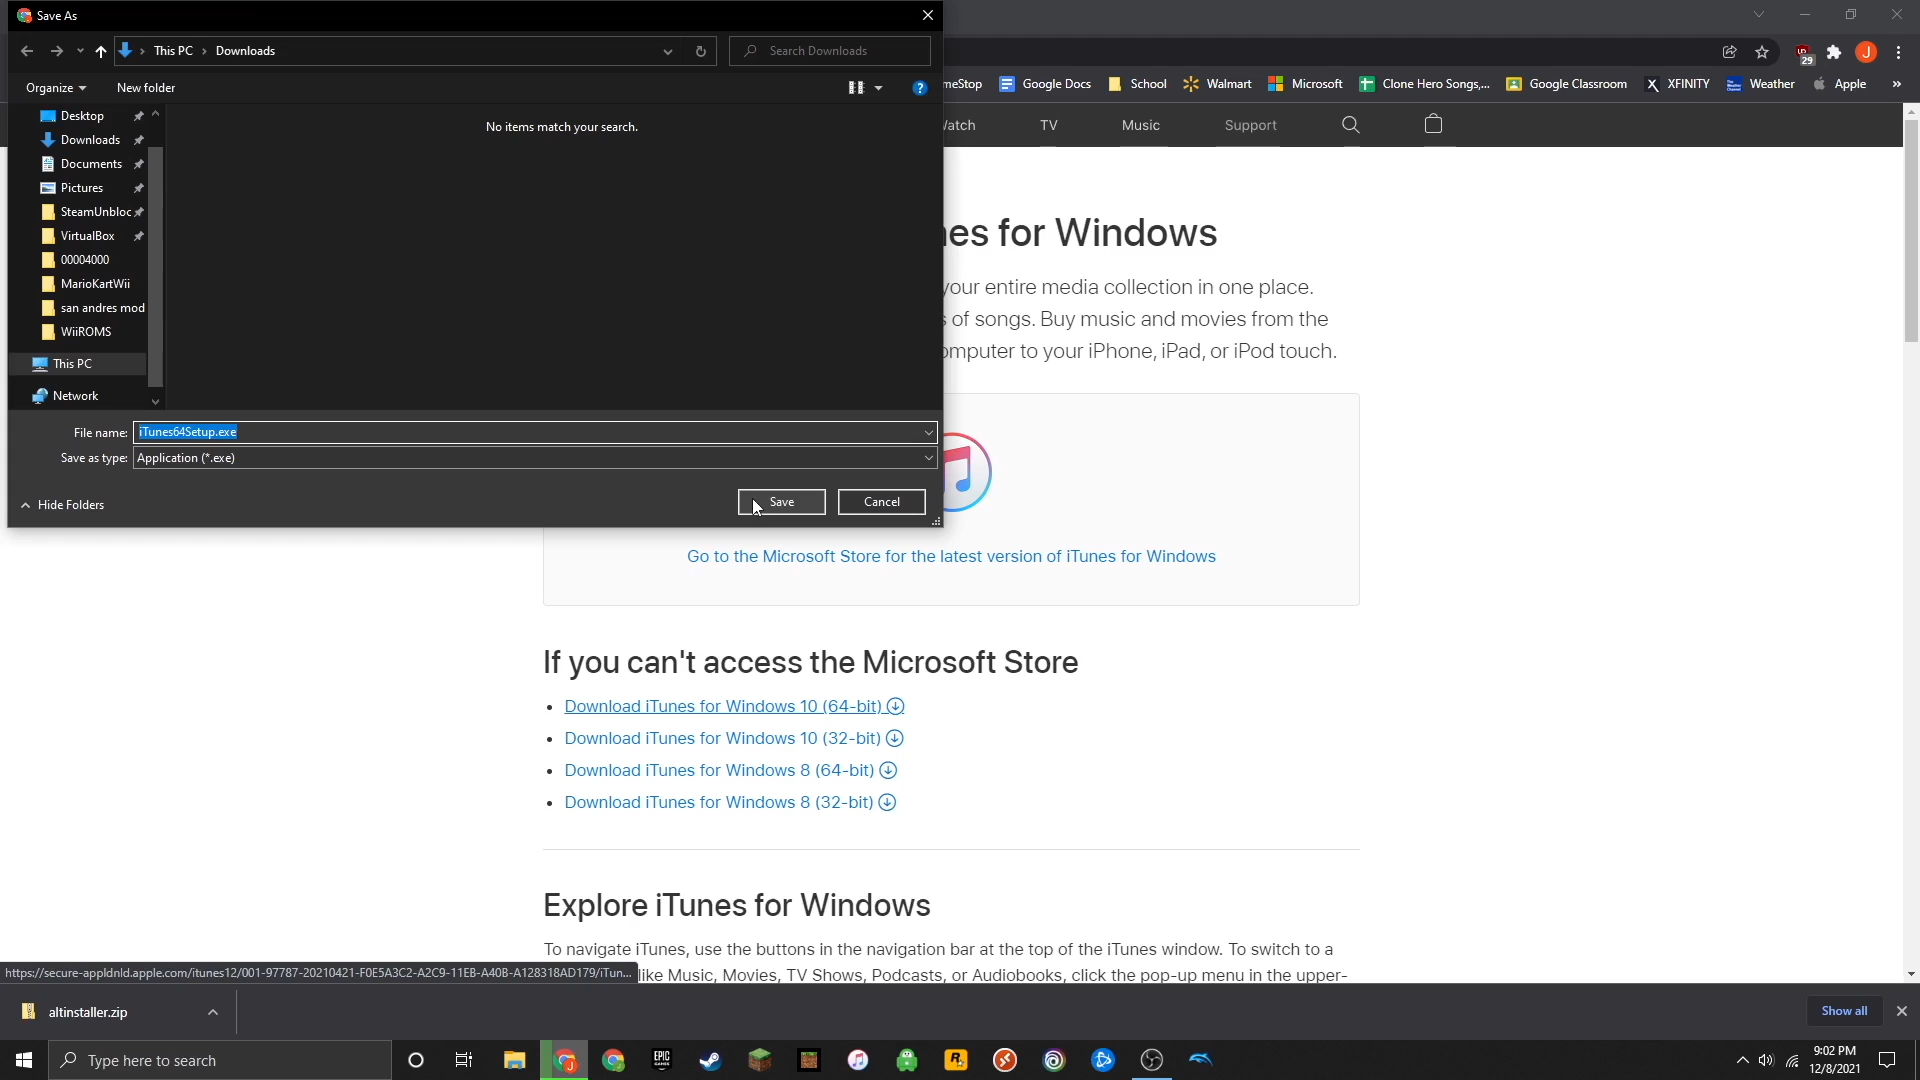 Save As
This PC > Downloads
Search Downloads
Organize
New folder
Desktop
Downloads
Documents
Pictures
SteamUnbloc
VirtualBox
00004000
MarioKartWii
san andres mod
WiiROMS
This PC
Network
No items match your search.
File name: iTunes64Setup.exe
Save as type: Application (*.exe)
Hide Folders
Save
Cancel
29
J
meStop
Google Docs
School
Walmart
Microsoft
Clone Hero Songs,...
Google Classroom
XFINITY
Weather
Apple
»
Watch
TV
Music
Support
nes for Windows
your entire media collection in one place.
s of songs. Buy music and movies from the
omputer to your iPhone, iPad, or iPod touch.
Go to the Microsoft Store for the latest version of iTunes for Windows
If you can't access the Microsoft Store
• Download iTunes for Windows 10 (64-bit)
• Download iTunes for Windows 10 (32-bit)
• Download iTunes for Windows 8 (64-bit)
• Download iTunes for Windows 8 (32-bit)
Explore iTunes for Windows
To navigate iTunes, use the buttons in the navigation bar at the top of the iTunes window. To switch to a
like Music, Movies, TV Shows, Podcasts, or Audiobooks, click the pop-up menu in the upper-
https://secure-appldnld.apple.com/itunes12/001-97787-20210421-F0E5A3C2-A2C9-11EB-A40B-A128318AD179/iTun...
altinstaller.zip
Show all
Type here to search
EPIC GAMES
9:02 PM
12/8/2021